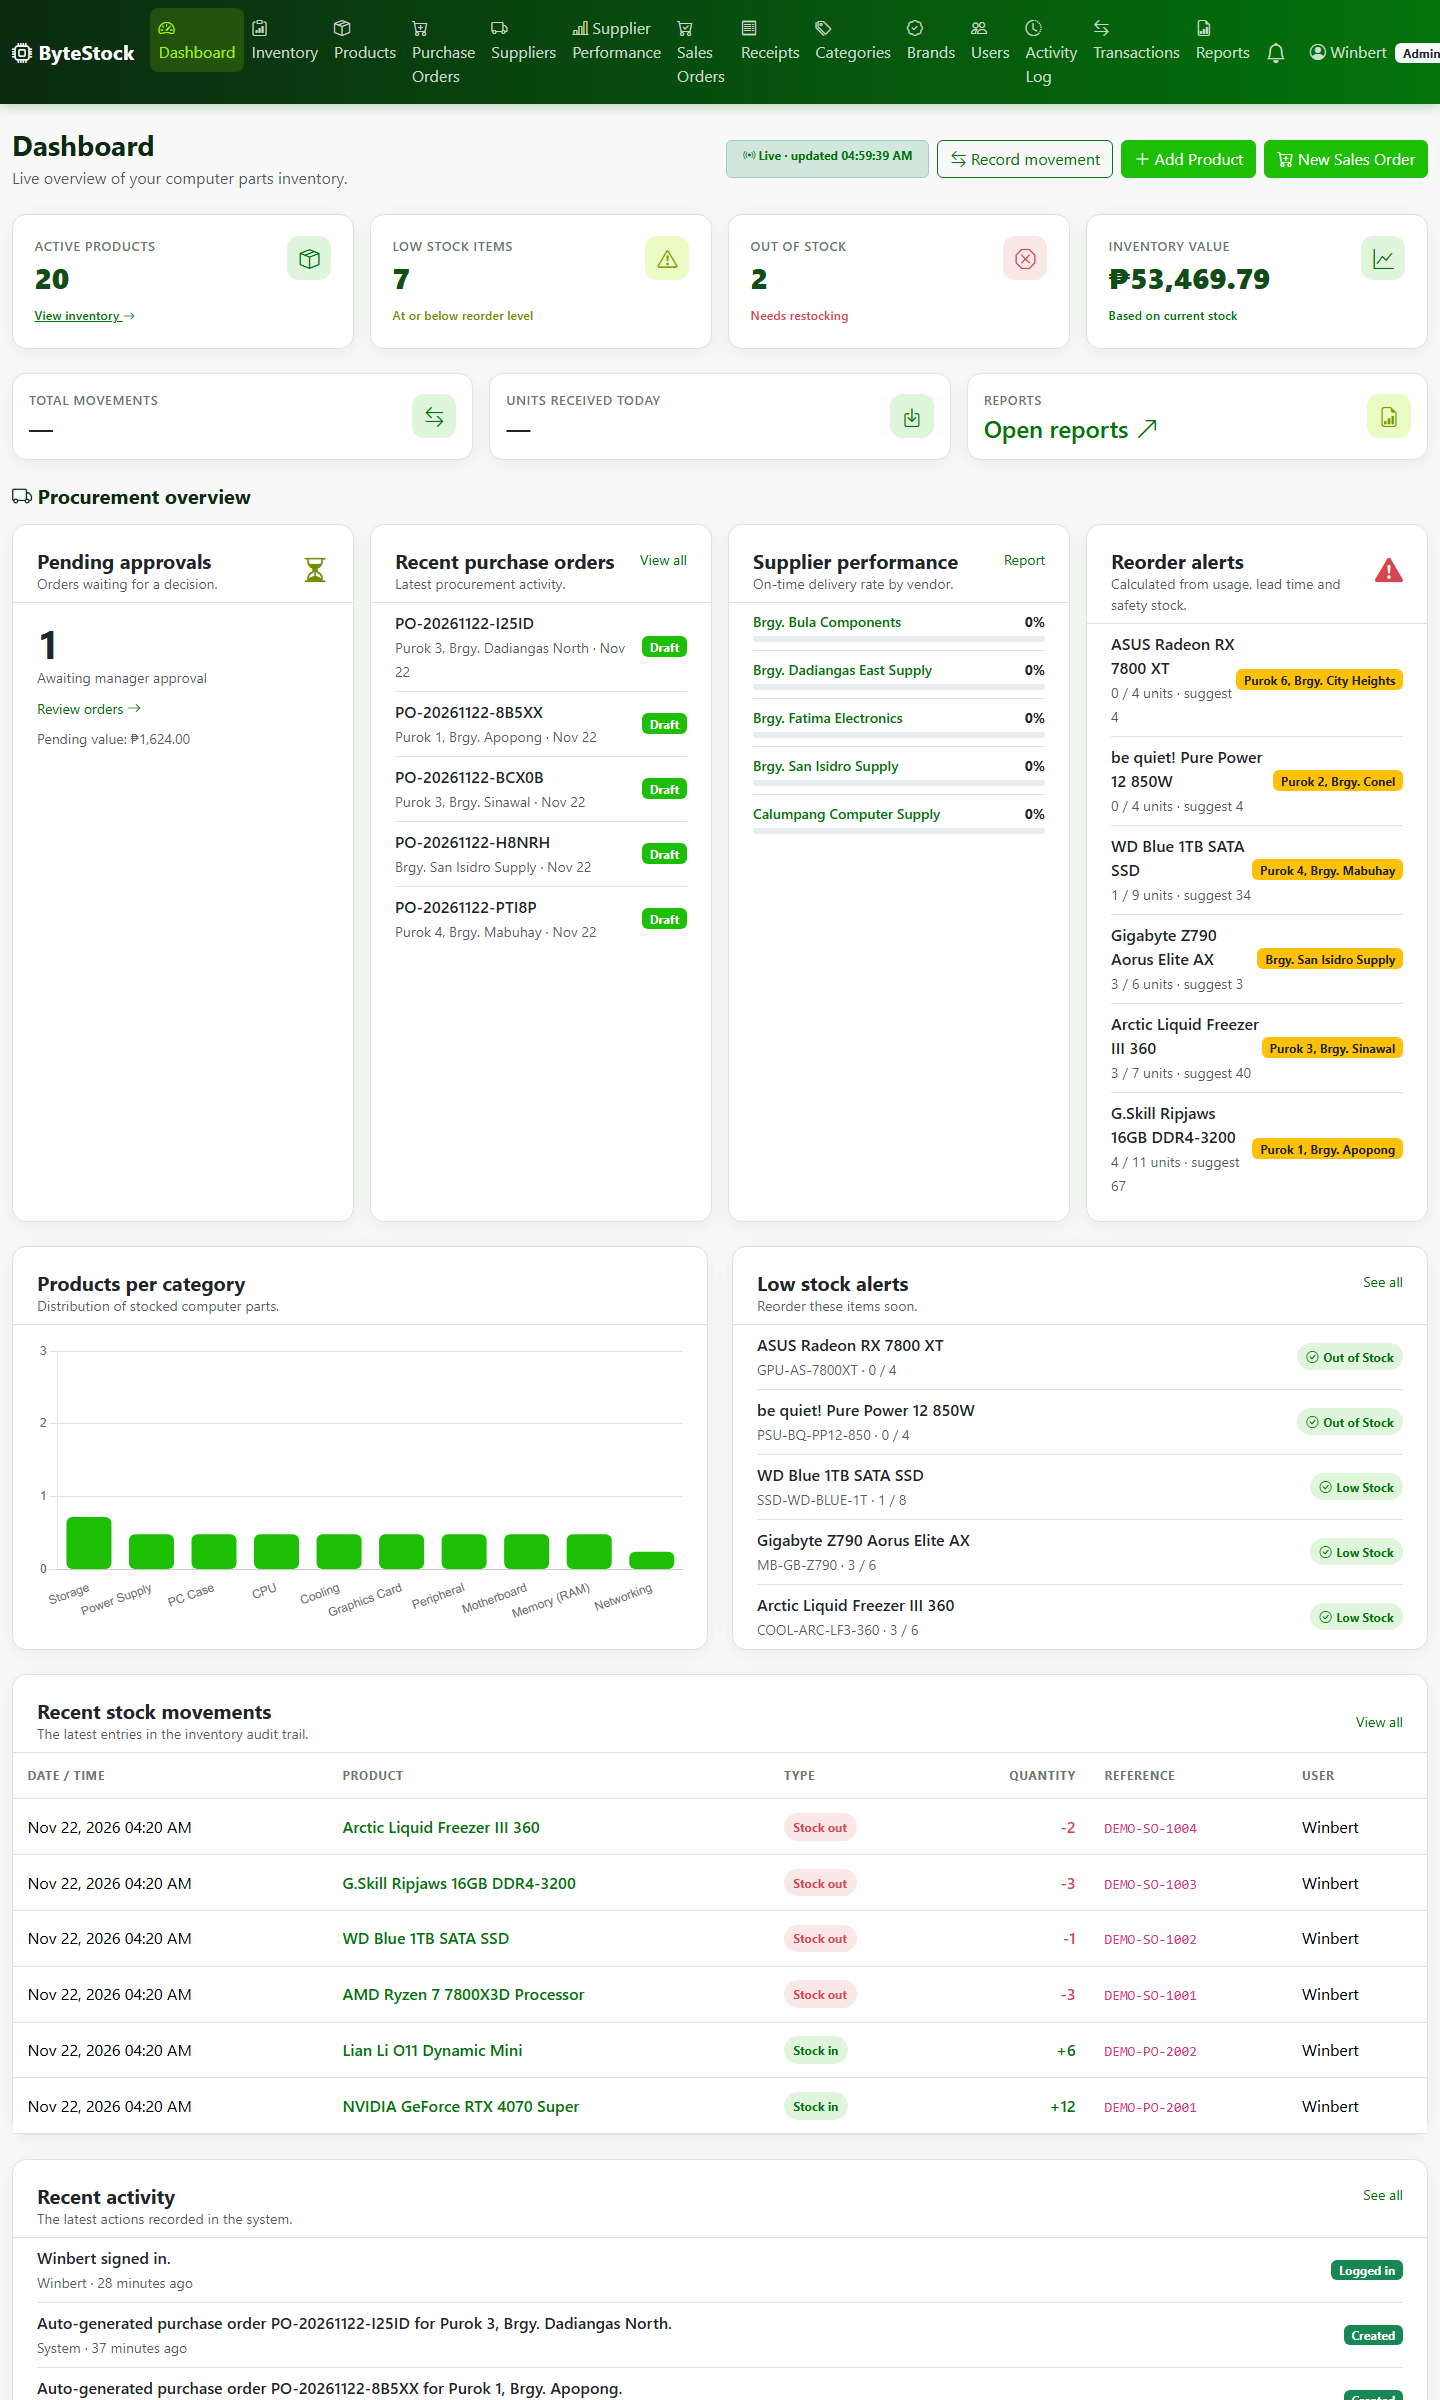 ByteStock
Dashboard
Inventory
Products
Purchase Orders
Suppliers
Supplier Performance
Sales Orders
Receipts
Categories
Brands
Users
Activity Log
Transactions
Reports
Winbert
Admin
Dashboard
Live overview of your computer parts inventory.
Live · updated 04:59:39 AM
Record movement
Add Product
New Sales Order
ACTIVE PRODUCTS
20
View inventory →
LOW STOCK ITEMS
7
At or below reorder level
OUT OF STOCK
2
Needs restocking
INVENTORY VALUE
₱53,469.79
Based on current stock
TOTAL MOVEMENTS
—
UNITS RECEIVED TODAY
—
REPORTS
Open reports ↗
Procurement overview
Pending approvals
Orders waiting for a decision.
1
Awaiting manager approval
Review orders →
Pending value: ₱1,624.00
Recent purchase orders
View all
Latest procurement activity.
PO-20261122-I25ID
Purok 3, Brgy. Dadiangas North · Nov
22
Draft
PO-20261122-8B5XX
Purok 1, Brgy. Apopong · Nov 22
Draft
PO-20261122-BCX0B
Purok 3, Brgy. Sinawal · Nov 22
Draft
PO-20261122-H8NRH
Brgy. San Isidro Supply · Nov 22
Draft
PO-20261122-PTI8P
Purok 4, Brgy. Mabuhay · Nov 22
Draft
Supplier performance
Report
On-time delivery rate by vendor.
Brgy. Bula Components 0%
Brgy. Dadiangas East Supply 0%
Brgy. Fatima Electronics 0%
Brgy. San Isidro Supply 0%
Calumpang Computer Supply 0%
Reorder alerts
Calculated from usage, lead time and
safety stock.
ASUS Radeon RX
7800 XT
0 / 4 units · suggest
4
Purok 6, Brgy. City Heights
be quiet! Pure Power
12 850W
0 / 4 units · suggest 4
Purok 2, Brgy. Conel
WD Blue 1TB SATA
SSD
1 / 9 units · suggest 34
Purok 4, Brgy. Mabuhay
Gigabyte Z790
Aorus Elite AX
3 / 6 units · suggest 3
Brgy. San Isidro Supply
Arctic Liquid Freezer
III 360
3 / 7 units · suggest 40
Purok 3, Brgy. Sinawal
G.Skill Ripjaws
16GB DDR4-3200
4 / 11 units · suggest
67
Purok 1, Brgy. Apopong
Products per category
Distribution of stocked computer parts.
3
2
1
0
Storage
Power Supply
PC Case
CPU
Cooling
Graphics Card
Peripheral
Motherboard
Memory (RAM)
Networking
Low stock alerts
See all
Reorder these items soon.
ASUS Radeon RX 7800 XT
GPU-AS-7800XT · 0 / 4
Out of Stock
be quiet! Pure Power 12 850W
PSU-BQ-PP12-850 · 0 / 4
Out of Stock
WD Blue 1TB SATA SSD
SSD-WD-BLUE-1T · 1 / 8
Low Stock
Gigabyte Z790 Aorus Elite AX
MB-GB-Z790 · 3 / 6
Low Stock
Arctic Liquid Freezer III 360
COOL-ARC-LF3-360 · 3 / 6
Low Stock
Recent stock movements
The latest entries in the inventory audit trail.
View all
DATE / TIME PRODUCT TYPE QUANTITY REFERENCE USER
Nov 22, 2026 04:20 AM Arctic Liquid Freezer III 360 Stock out -2 DEMO-SO-1004 Winbert
Nov 22, 2026 04:20 AM G.Skill Ripjaws 16GB DDR4-3200 Stock out -3 DEMO-SO-1003 Winbert
Nov 22, 2026 04:20 AM WD Blue 1TB SATA SSD Stock out -1 DEMO-SO-1002 Winbert
Nov 22, 2026 04:20 AM AMD Ryzen 7 7800X3D Processor Stock out -3 DEMO-SO-1001 Winbert
Nov 22, 2026 04:20 AM Lian Li O11 Dynamic Mini Stock in +6 DEMO-PO-2002 Winbert
Nov 22, 2026 04:20 AM NVIDIA GeForce RTX 4070 Super Stock in +12 DEMO-PO-2001 Winbert
Recent activity
See all
The latest actions recorded in the system.
Winbert signed in.
Winbert · 28 minutes ago
Logged in
Auto-generated purchase order PO-20261122-I25ID for Purok 3, Brgy. Dadiangas North.
System · 37 minutes ago
Created
Auto-generated purchase order PO-20261122-8B5XX for Purok 1, Brgy. Apopong.
Created